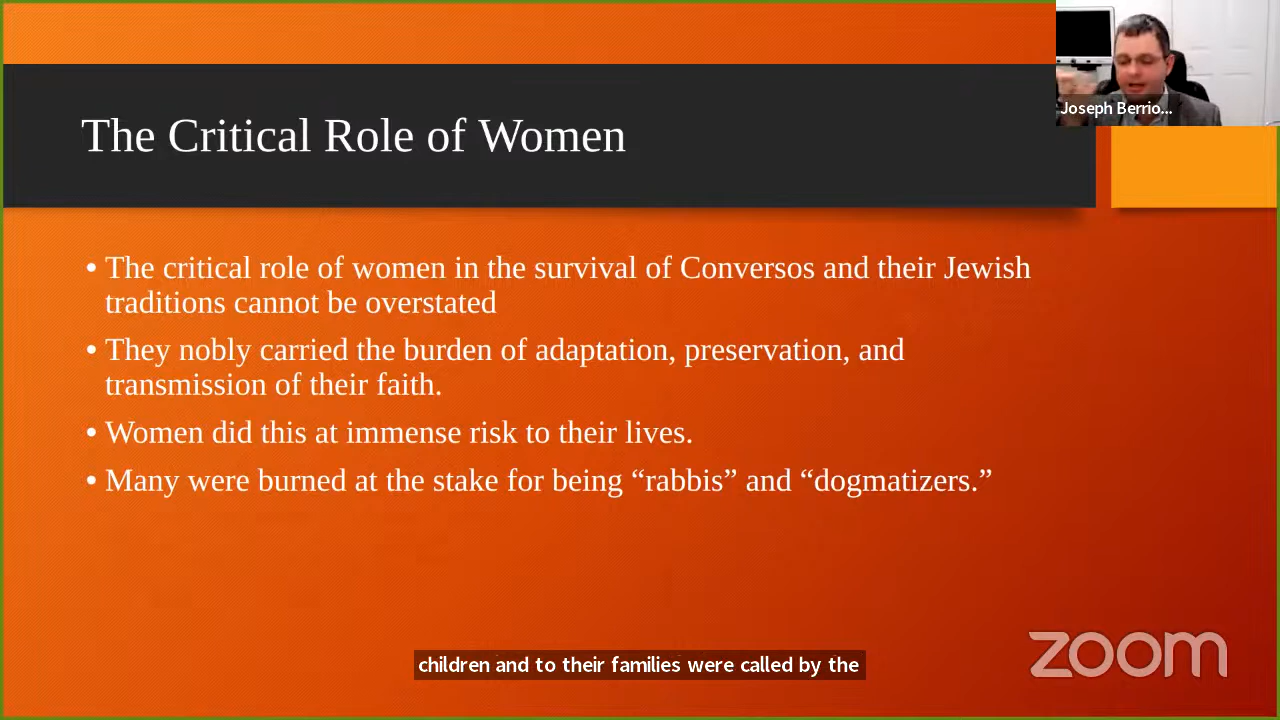 Joseph Berrio...
The Critical Role of Women
• The critical role of women in the survival of Conversos and their Jewish
traditions cannot be overstated
• They nobly carried the burden of adaptation, preservation, and
transmission of their faith.
• Women did this at immense risk to their lives.
• Many were burned at the stake for being “rabbis” and “dogmatizers.”
children and to their families were called by the
zoom